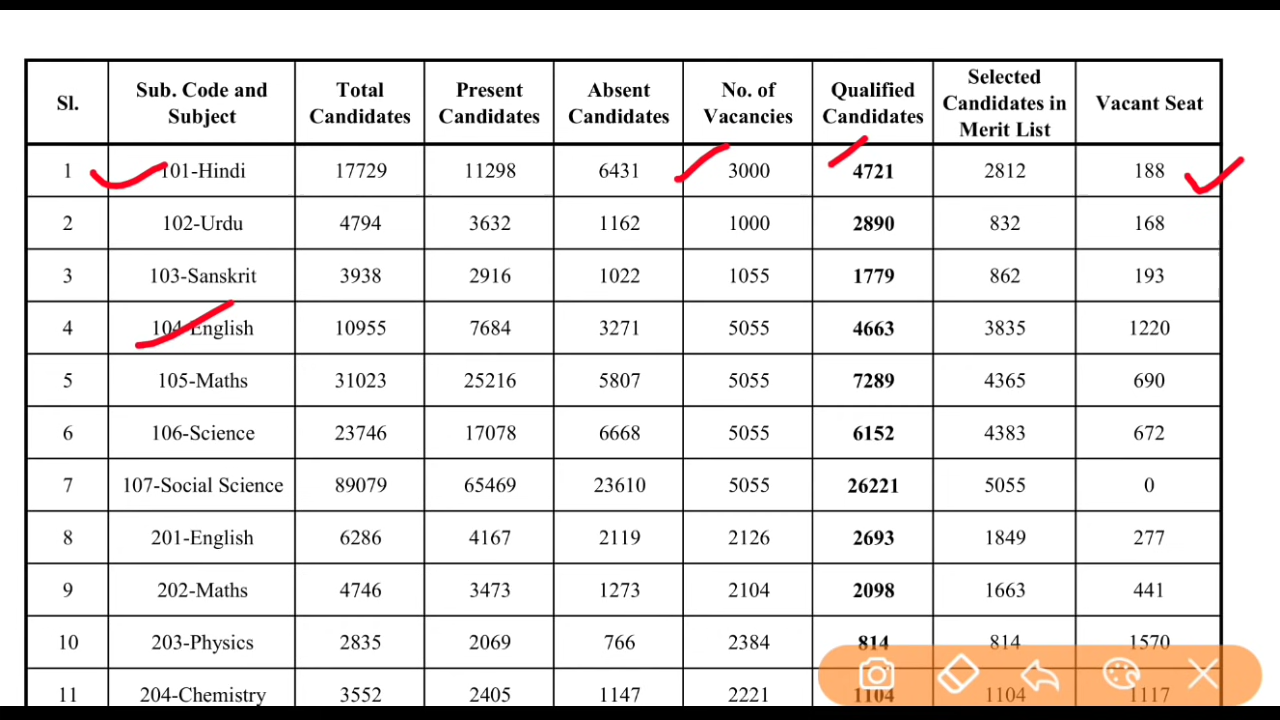 Sl. Sub. Code and Subject Total Candidates Present Candidates Absent Candidates No. of Vacancies Qualified Candidates Selected Candidates in Merit List Vacant Seat
1 101-Hindi 17729 11298 6431 3000 4721 2812 188
2 102-Urdu 4794 3632 1162 1000 2890 832 168
3 103-Sanskrit 3938 2916 1022 1055 1779 862 193
4 104-English 10955 7684 3271 5055 4663 3835 1220
5 105-Maths 31023 25216 5807 5055 7289 4365 690
6 106-Science 23746 17078 6668 5055 6152 4383 672
7 107-Social Science 89079 65469 23610 5055 26221 5055 0
8 201-English 6286 4167 2119 2126 2693 1849 277
9 202-Maths 4746 3473 1273 2104 2098 1663 441
10 203-Physics 2835 2069 766 2384 814 814 1570
11 204-Chemistry 3552 2405 1147 2221 1104 1104 1117